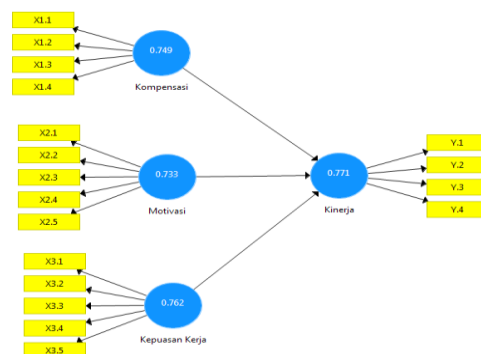 X1.1
X1.2
X1.3
X1.4
0.749
Kompensasi
X2.1
X2.2
X2.3
X2.4
X2.5
0.733
Motivasi
X3.1
X3.2
X3.3
X3.4
X3.5
0.762
Kepuasan Kerja
0.771
Kinerja
Y.1
Y.2
Y.3
Y.4